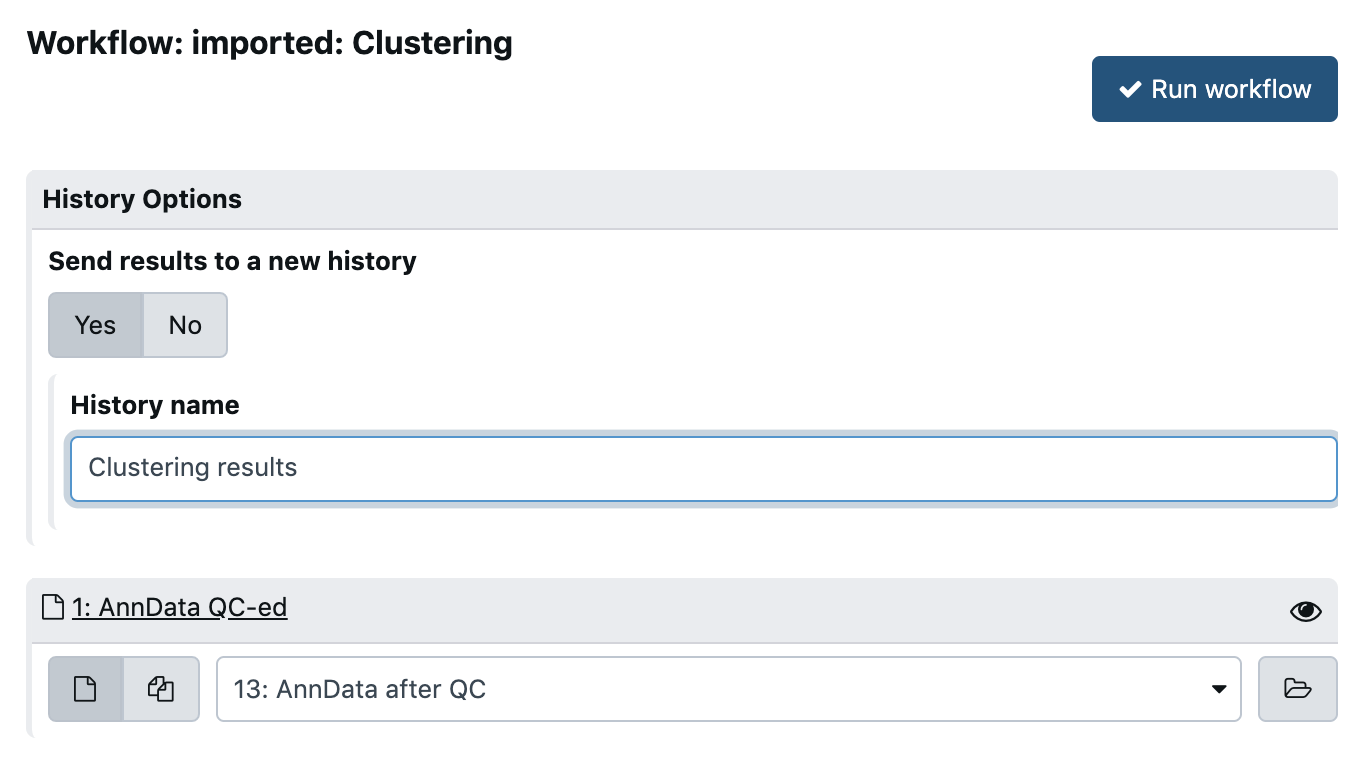 Workflow: imported: Clustering
Run workflow
History Options
Send results to a new history
Yes No
History name
Clustering results
1: AnnData QC-ed
13: AnnData after QC